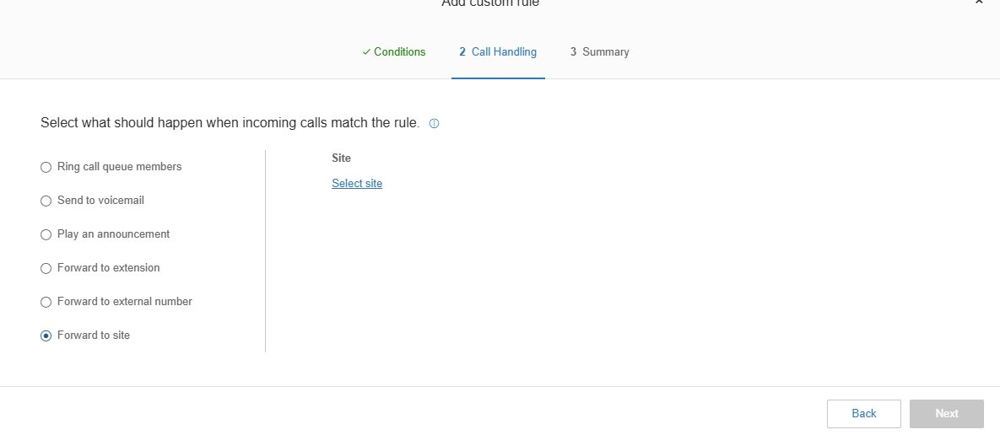 Add custom rule
Conditions
2 Call Handling
3 Summary
Select what should happen when incoming calls match the rule.
Ring call queue members
Send to voicemail
Play an announcement
Forward to extension
Forward to external number
Forward to site
Site
Select site
Back
Next